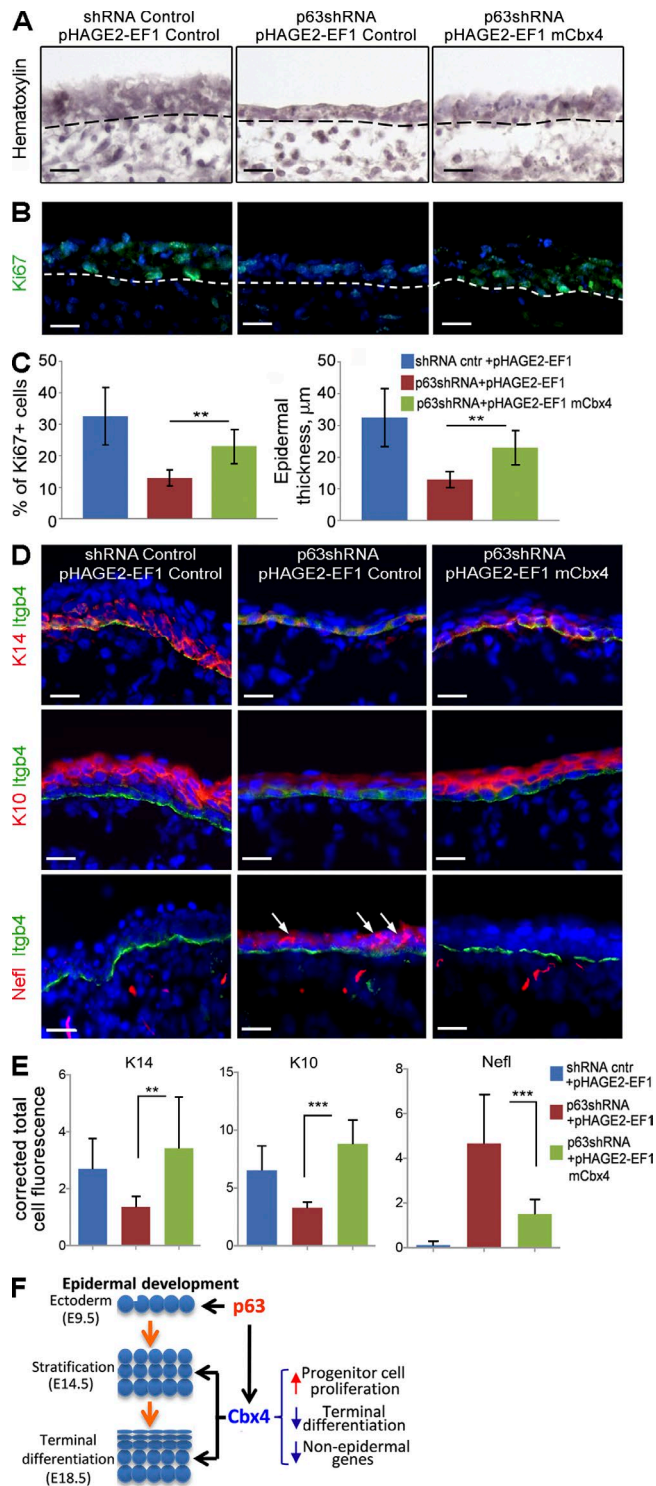 A
shRNA Control
pHAGE2-EF1 Control
p63shRNA
pHAGE2-EF1 Control
p63shRNA
pHAGE2-EF1 mCbx4
Hematoxylin
B
Ki67
C
% of Ki67+ cells
50
40
30
20
10
0
**
Epidermal
thickness, µm
50
40
30
20
10
0
**
shRNA cntr +pHAGE2-EF1
p63shRNA+pHAGE2-EF1
p63shRNA+pHAGE2-EF1 mCbx4
D
shRNA Control
pHAGE2-EF1 Control
p63shRNA
pHAGE2-EF1 Control
p63shRNA
pHAGE2-EF1 mCbx4
K14 Itgb4
K10 Itgb4
Nefl Itgb4
E
corrected total
cell fluorescence
K14
6
4
2
0
**
K10
15
10
5
0
***
Nefl
8
6
4
2
0
***
shRNA cntr
+pHAGE2-EF1
p63shRNA
+pHAGE2-EF1
p63shRNA
+pHAGE2-EF1
mCbx4
F
Epidermal development
Ectoderm
(E9.5)
p63
Stratification
(E14.5)
Cbx4
Progenitor cell
proliferation
Terminal
differentiation
Non-epidermal
genes
Terminal
differentiation
(E18.5)